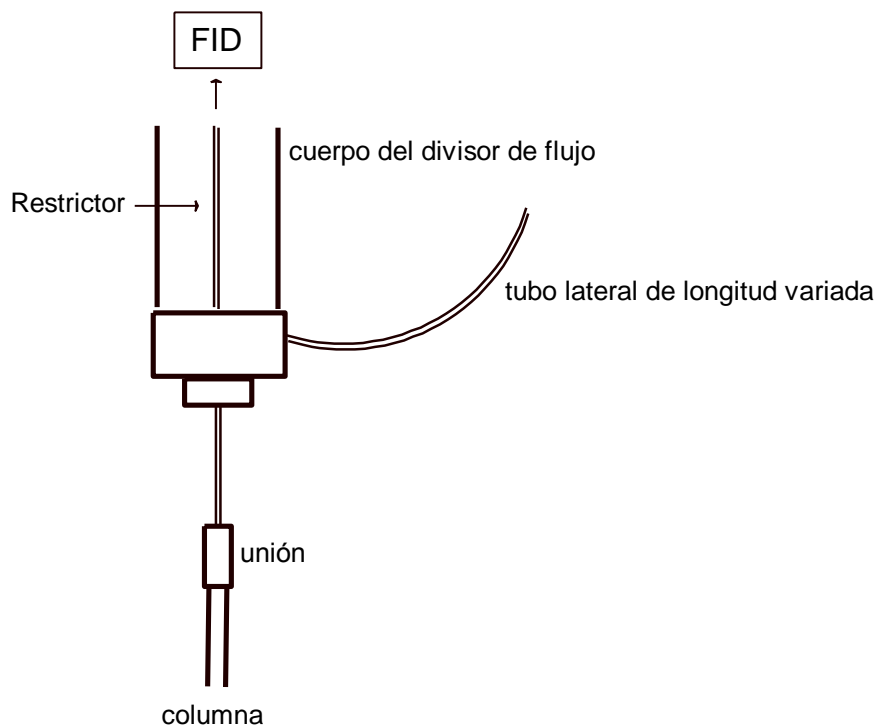 FID
cuerpo del divisor de flujo
Restrictor
tubo lateral de longitud variada
unión
columna